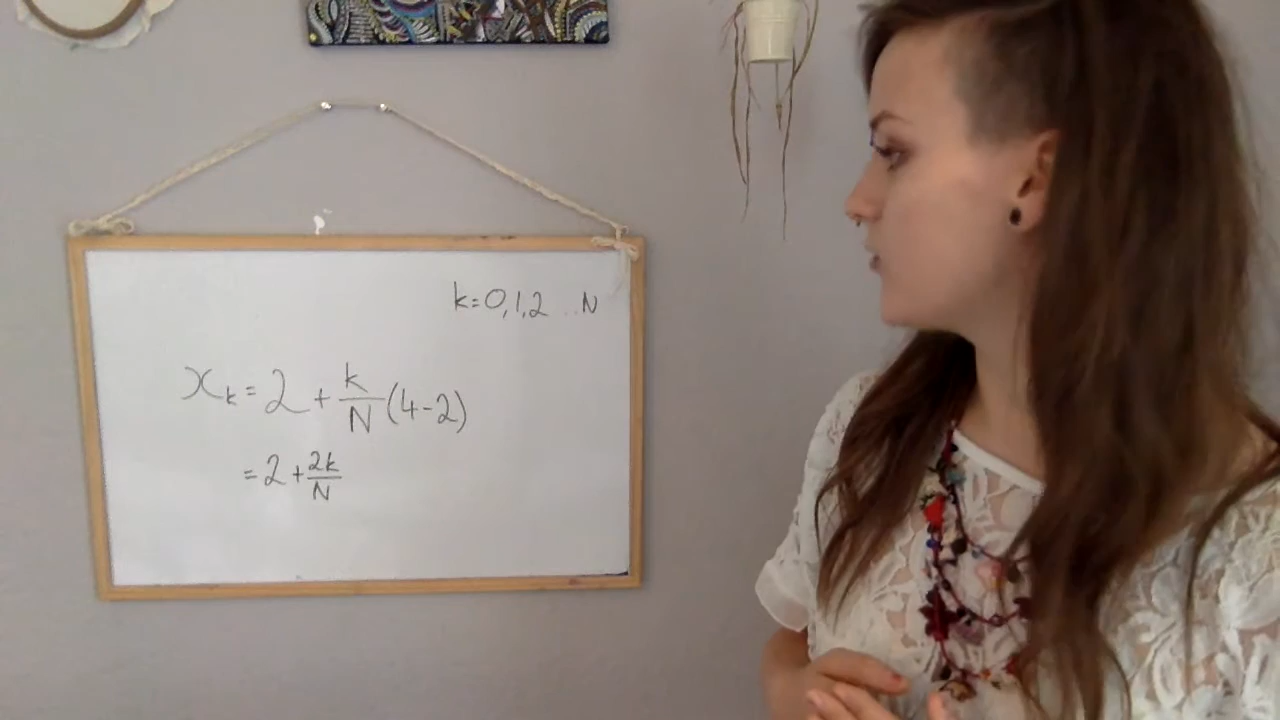 k=0,1,2 ..N
x_k = 2 + k/N (4-2)
= 2 + 2k/N